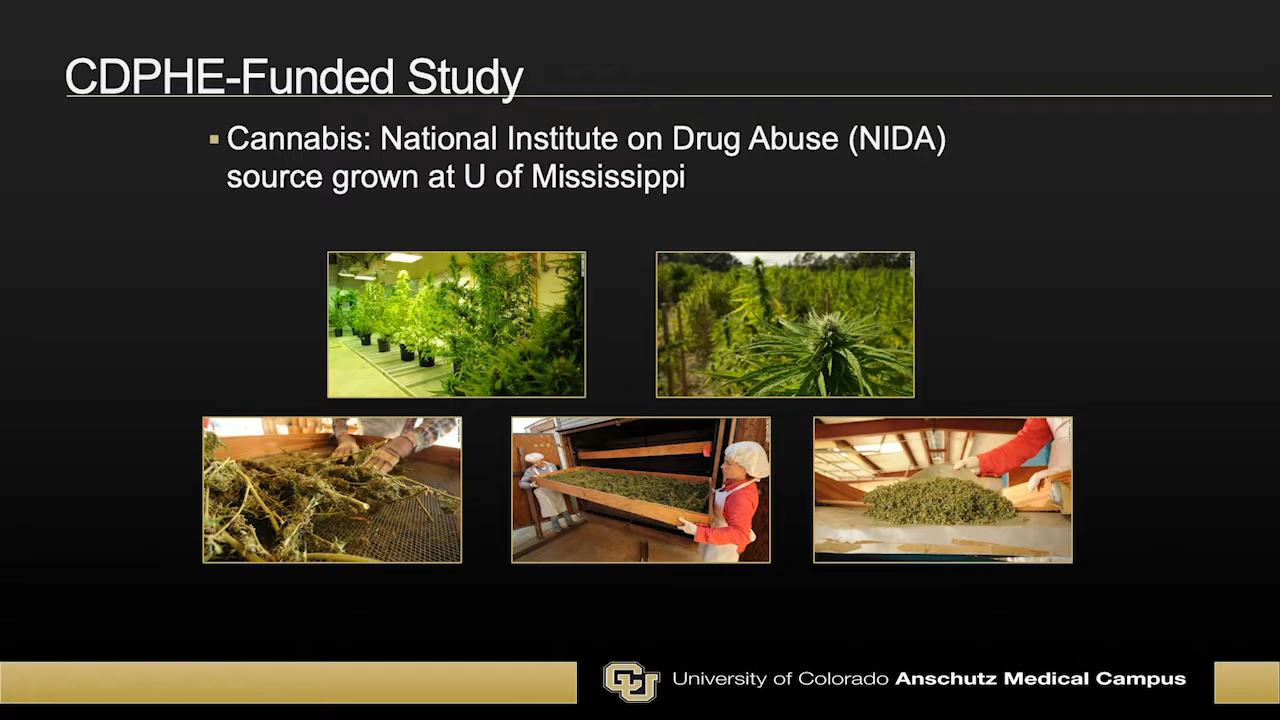 CDPHE-Funded Study
Cannabis: National Institute on Drug Abuse (NIDA)
source grown at U of Mississippi
CU
University of Colorado Anschutz Medical Campus